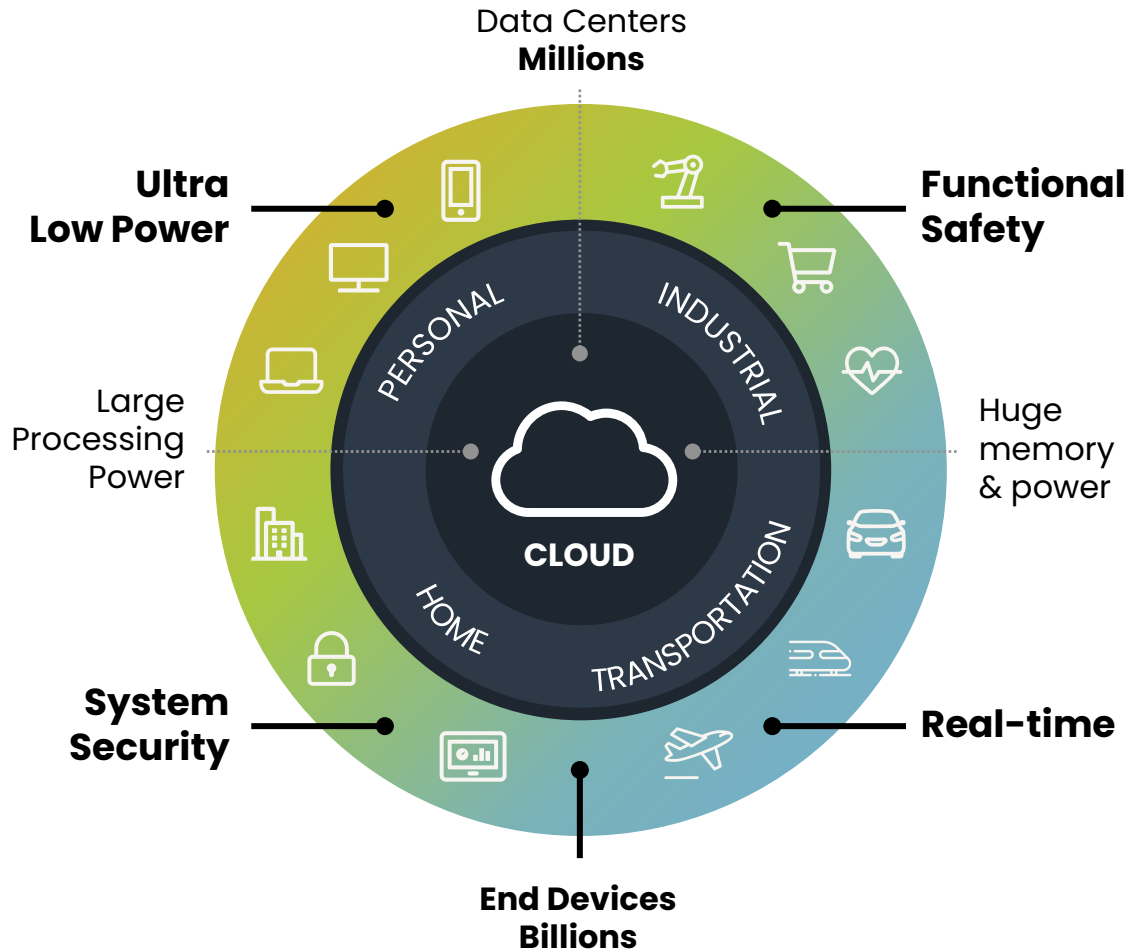 Data Centers
Millions
Ultra
Low Power
Functional
Safety
PERSONAL
INDUSTRIAL
Large
Processing
Power
Huge
memory
& power
CLOUD
HOME
TRANSPORTATION
System
Security
Real-time
End Devices
Billions